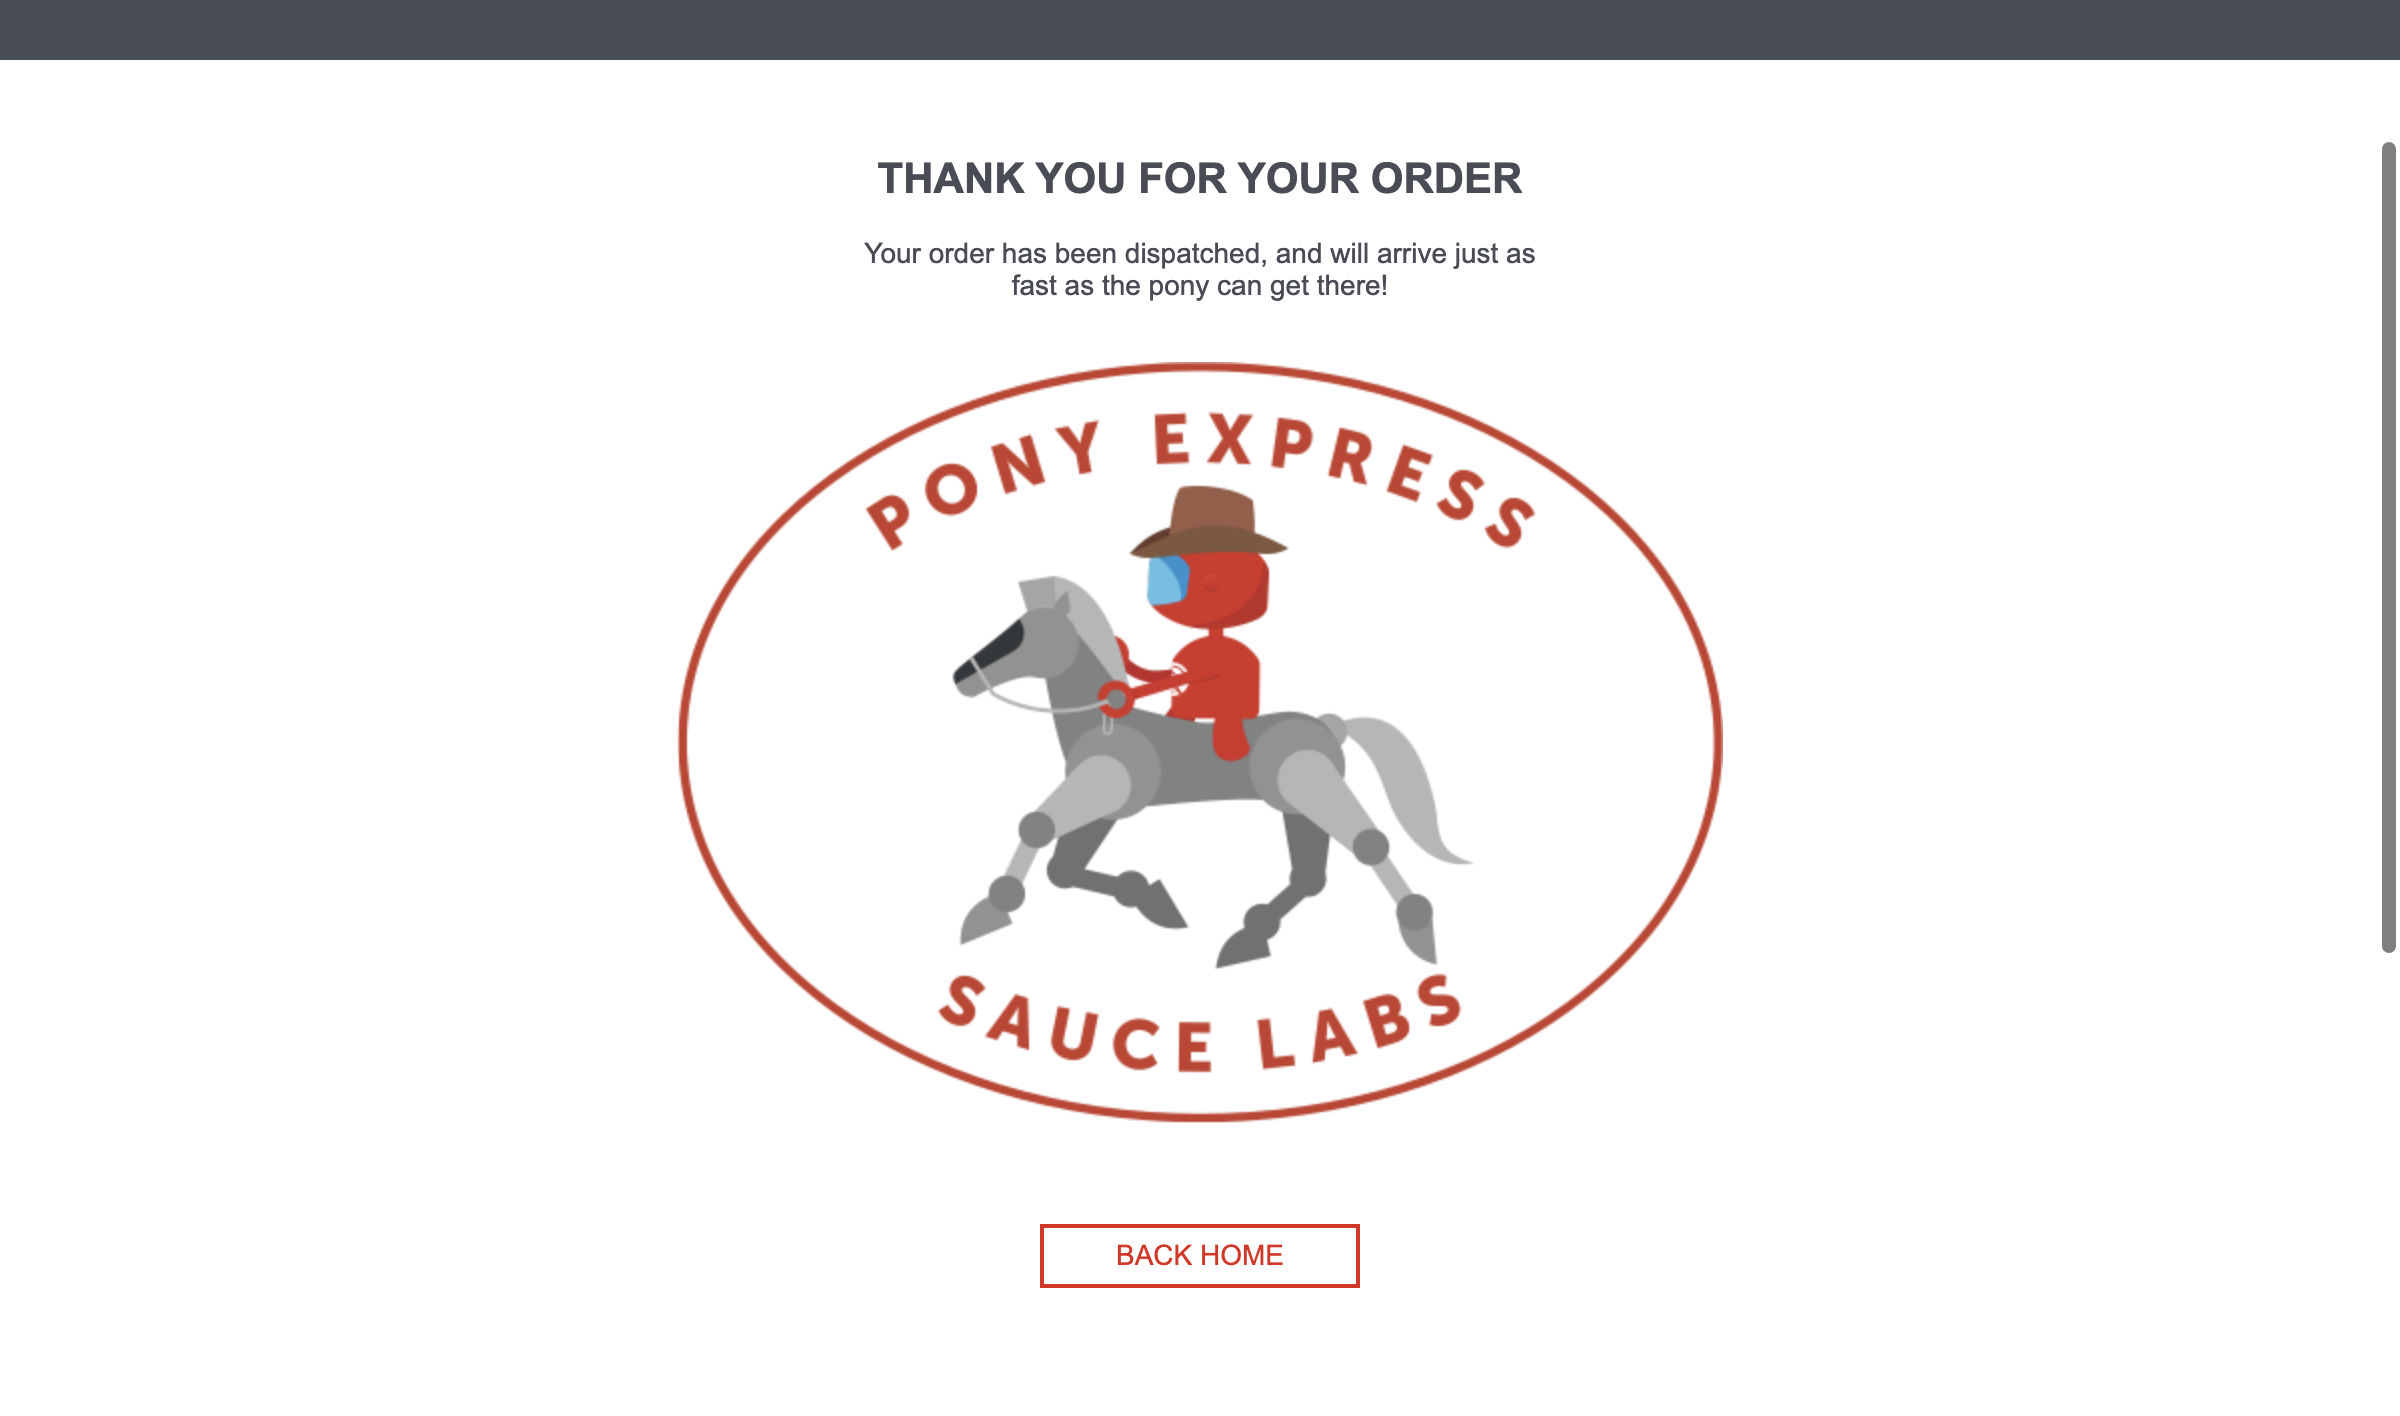 THANK YOU FOR YOUR ORDER
Your order has been dispatched, and will arrive just as
fast as the pony can get there!
PONY EXPRESS
SAUCE LABS
BACK HOME